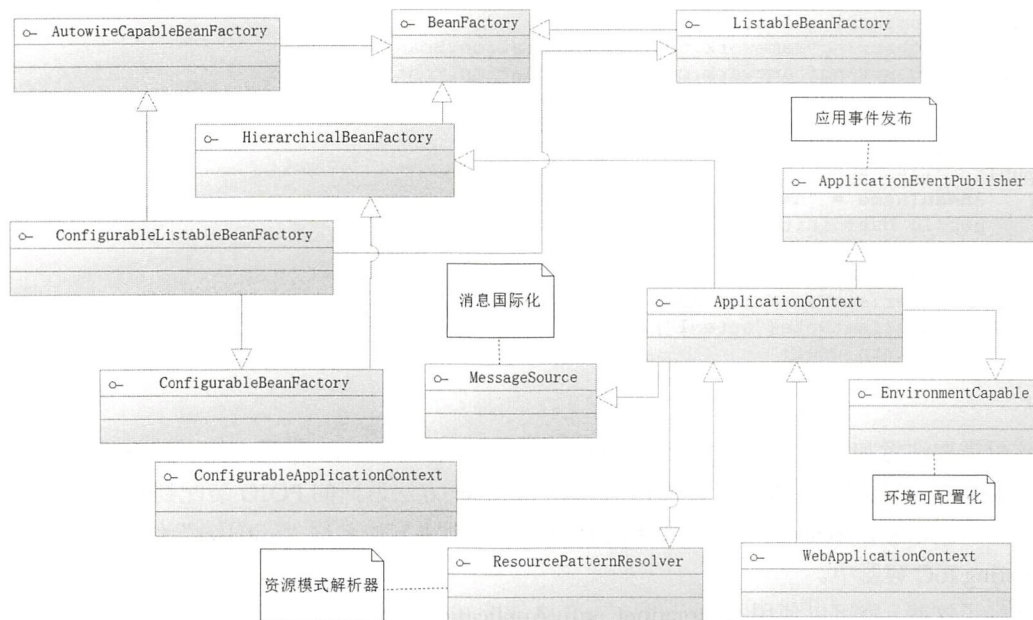 AutowireCapableBeanFactory
BeanFactory
ListableBeanFactory
应用事件发布
HierarchicalBeanFactory
ApplicationEventPublisher
ConfigurableListableBeanFactory
消息国际化
ApplicationContext
ConfigurableBeanFactory
MessageSource
EnvironmentCapable
ConfigurableApplicationContext
环境可配置化
ResourcePatternResolver
WebApplicationContext
资源模式解析器